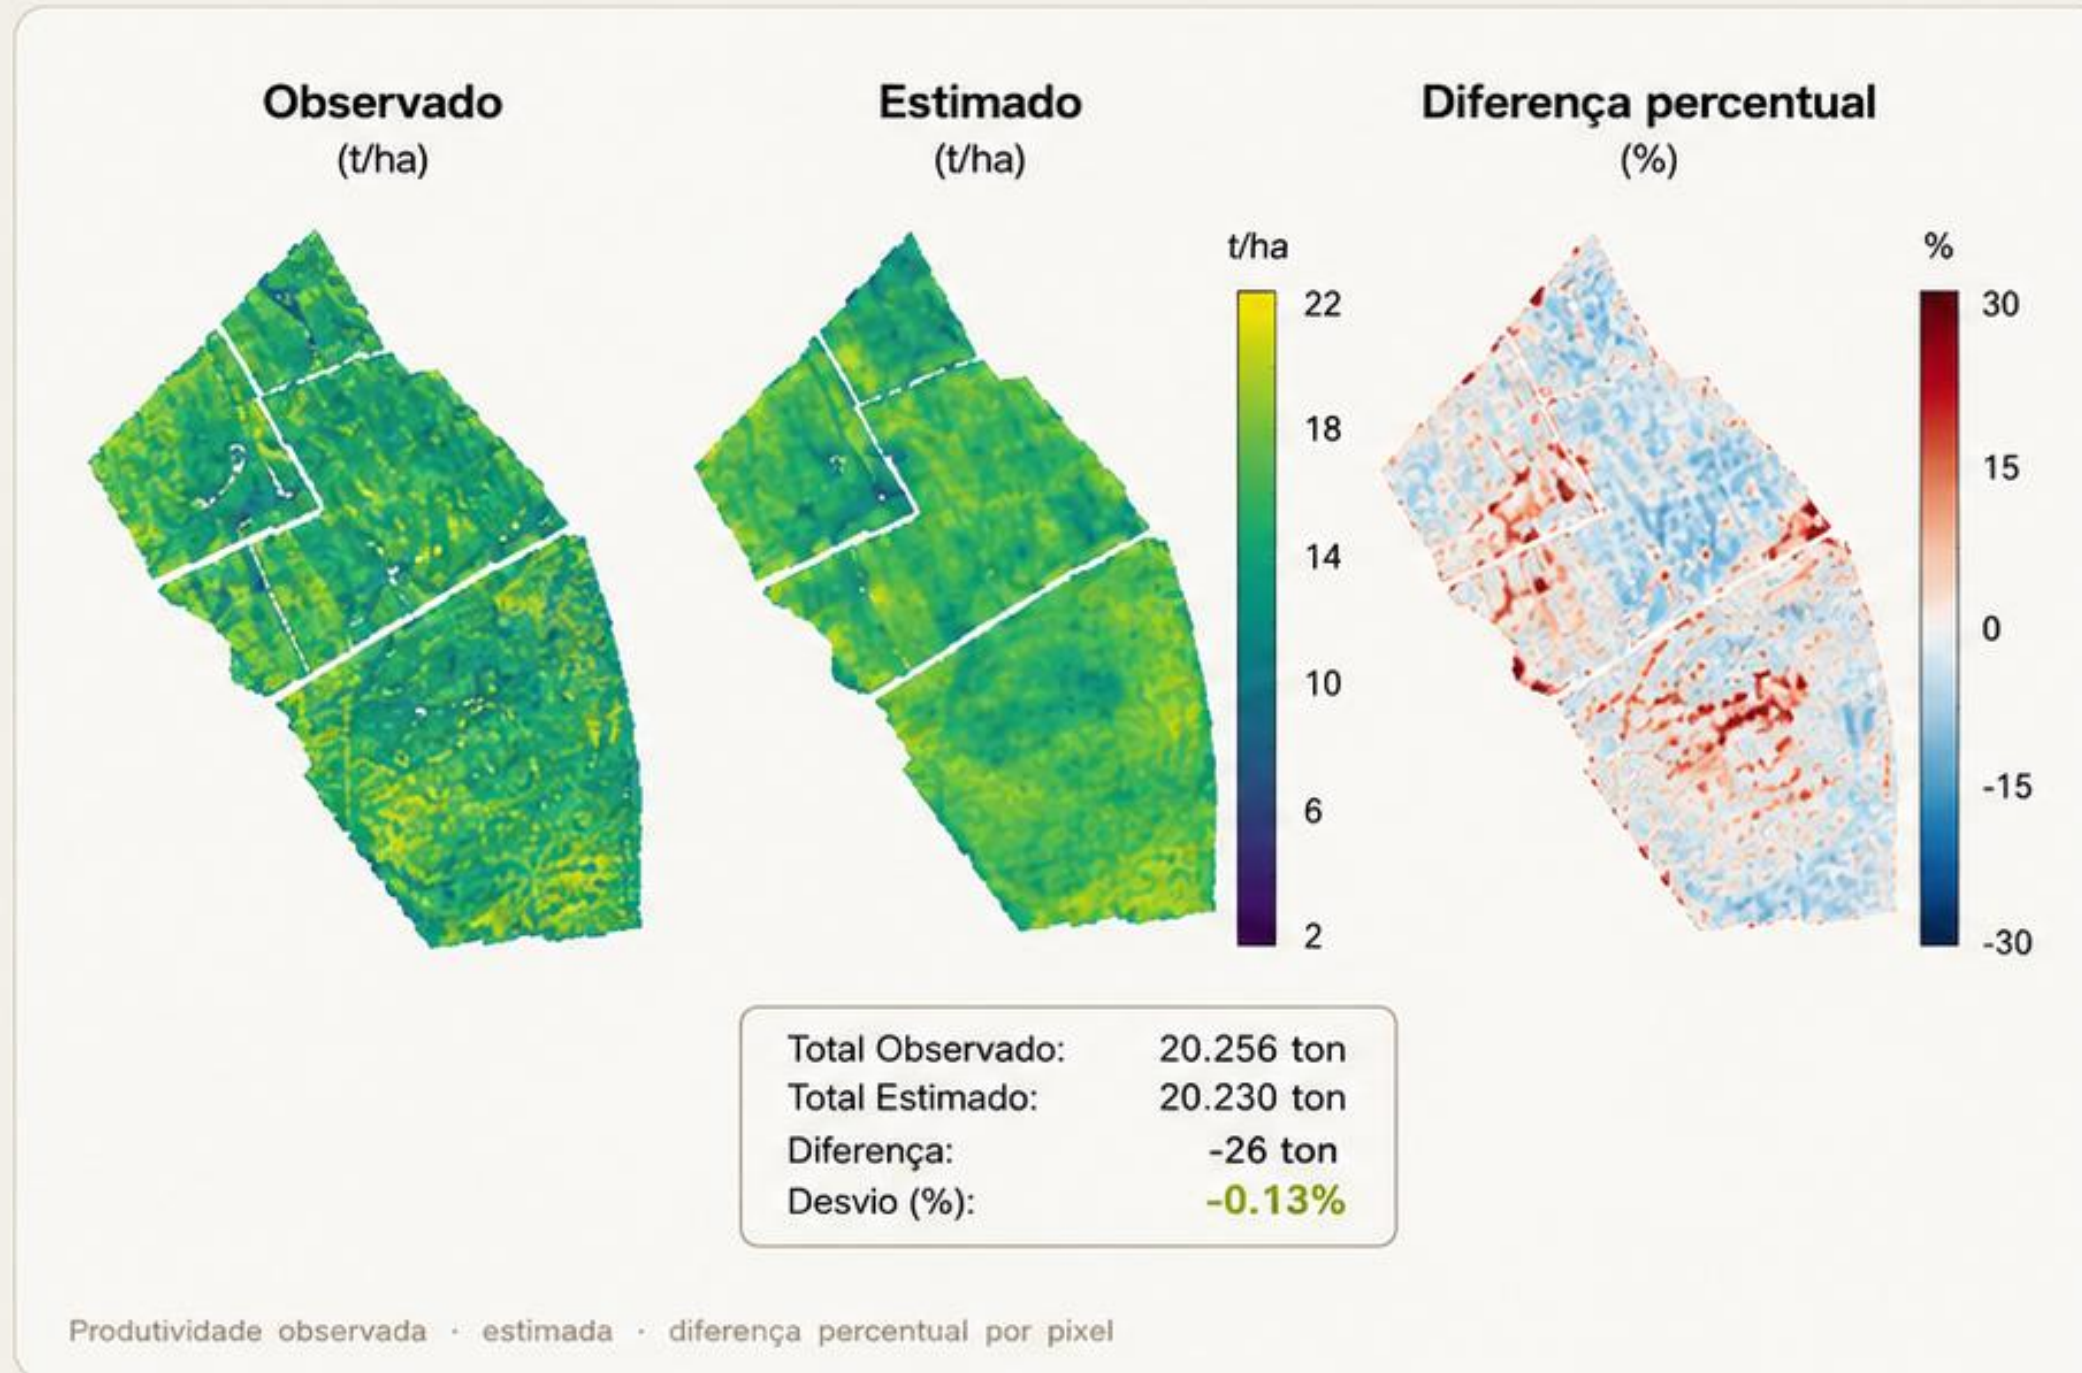 Observado
(t/ha)
Estimado
(t/ha)
Diferença percentual
(%)
t/ha
22
18
14
10
6
2
%
30
15
0
-15
-30
Total Observado: 20.256 ton
Total Estimado: 20.230 ton
Diferença: -26 ton
Desvio (%): -0.13%
Produtividade observada · estimada · diferença percentual por pixel